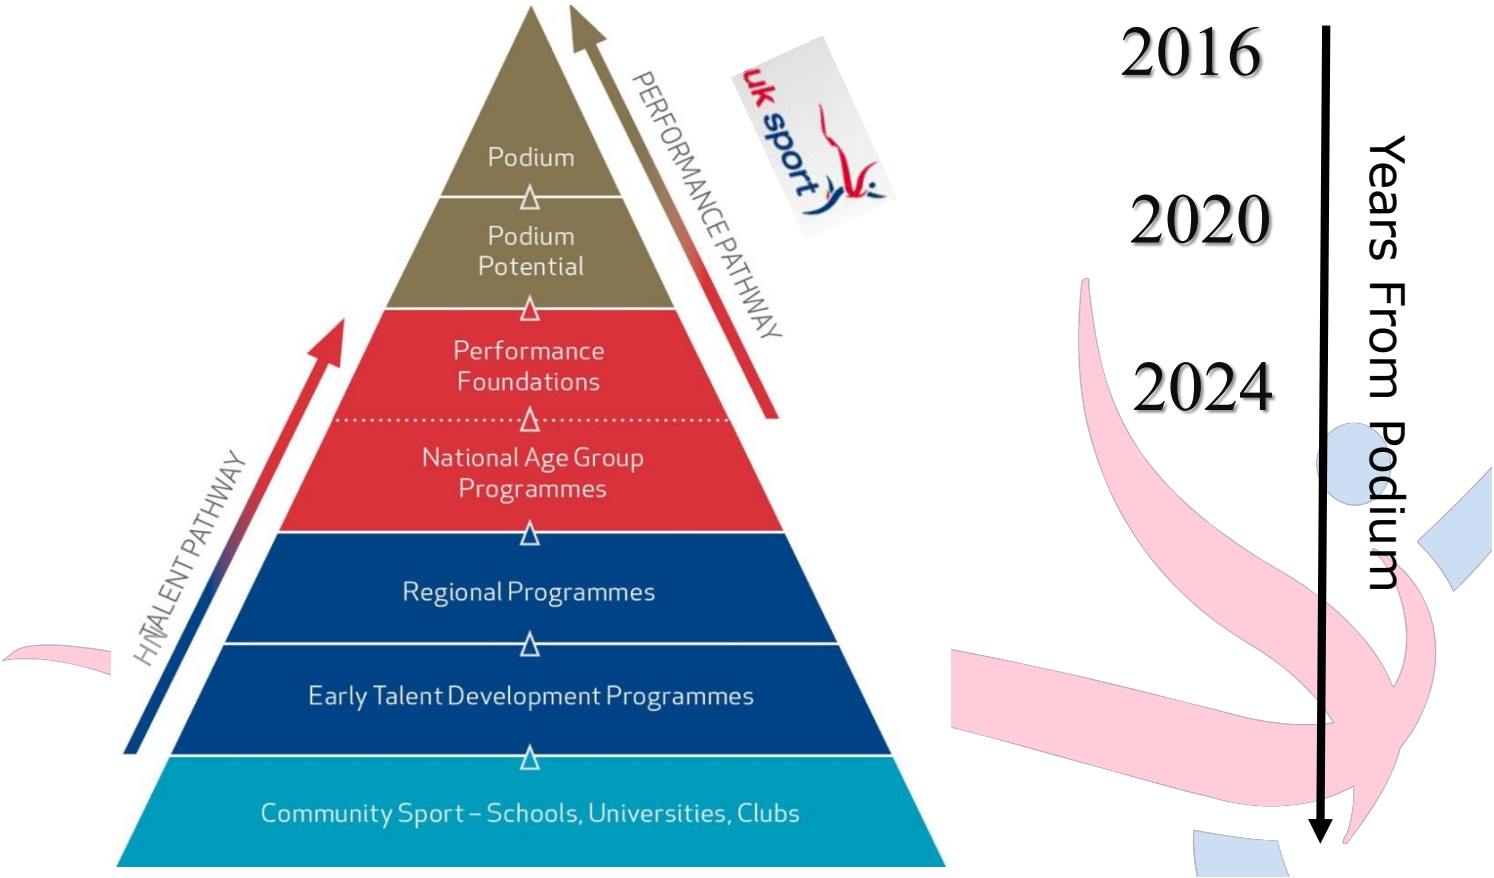 Podium
Podium
Potential
Performance
Foundations
National Age Group
Programmes
Regional Programmes
Early Talent Development Programmes
Community Sport – Schools, Universities, Clubs
TALENT PATHWAY
PERFORMANCE PATHWAY
uk sport
2016
2020
2024
Years From Podium